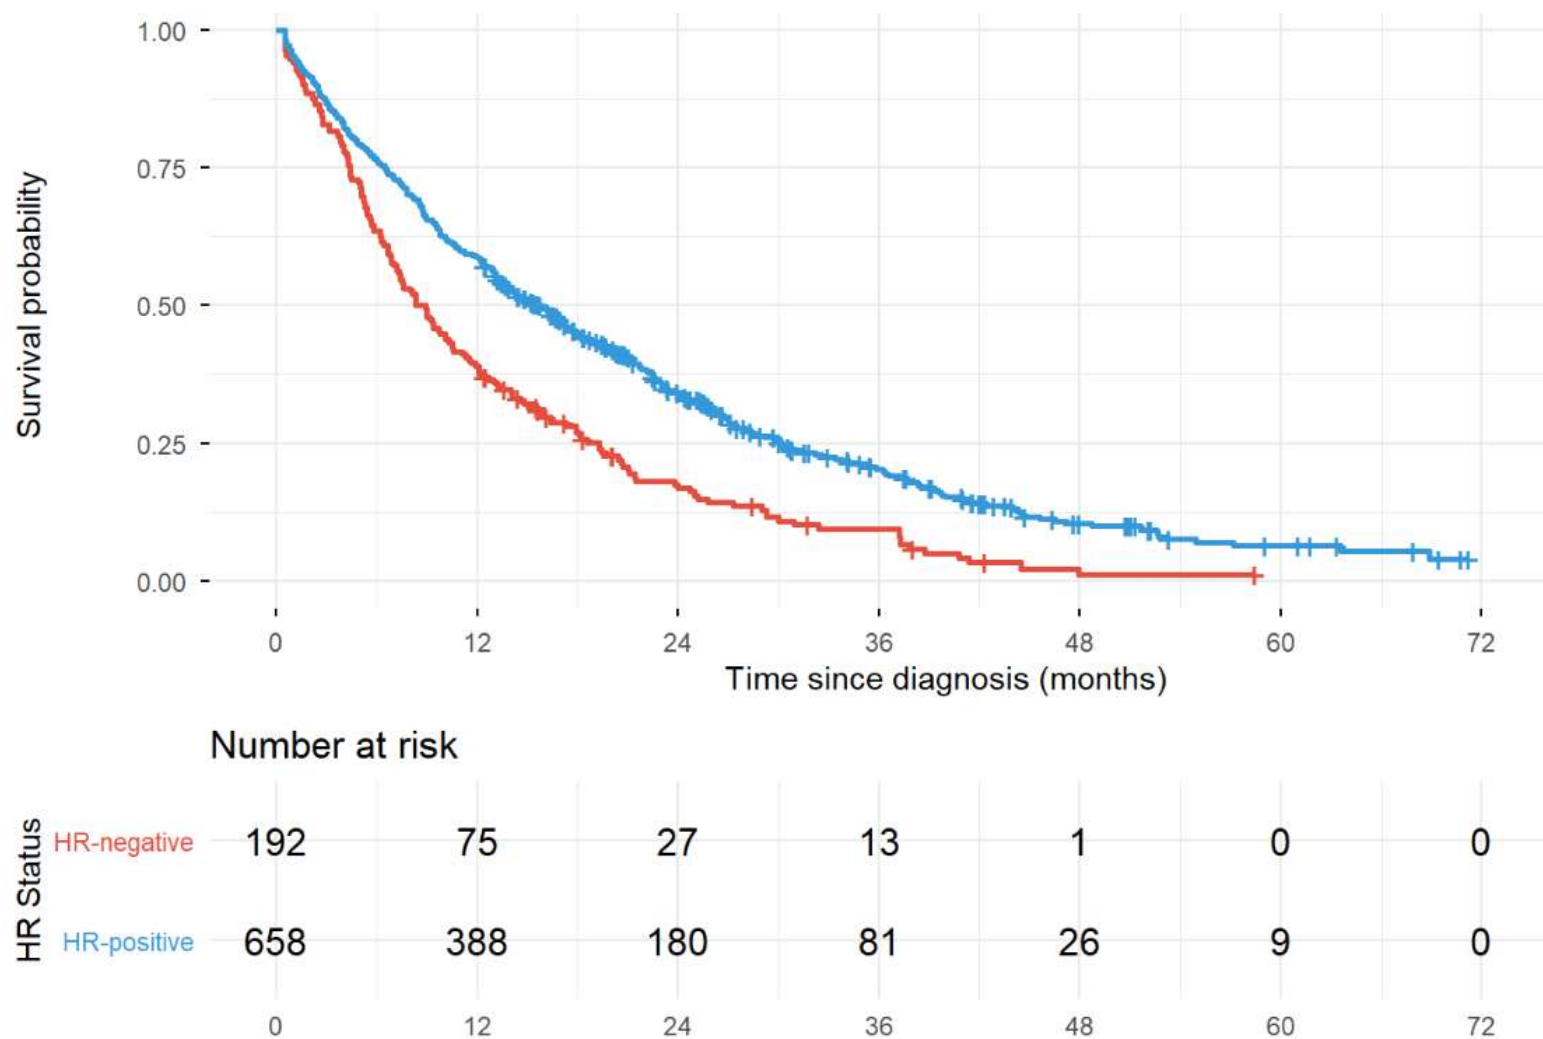 1.00
0.75
0.50
0.25
0.00
Survival probability
0 12 24 36 48 60 72
Time since diagnosis (months)
Number at risk
HR Status
HR-negative 192 75 27 13 1 0 0
HR-positive 658 388 180 81 26 9 0
0 12 24 36 48 60 72